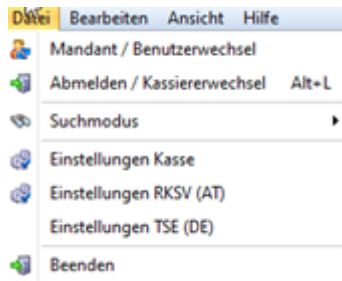 Datei Bearbeiten Ansicht Hilfe
Mandant / Benutzerwechsel
Abmelden / Kassiererwechsel Alt+L
Suchmodus
Einstellungen Kasse
Einstellungen RKSV (AT)
Einstellungen TSE (DE)
Beenden